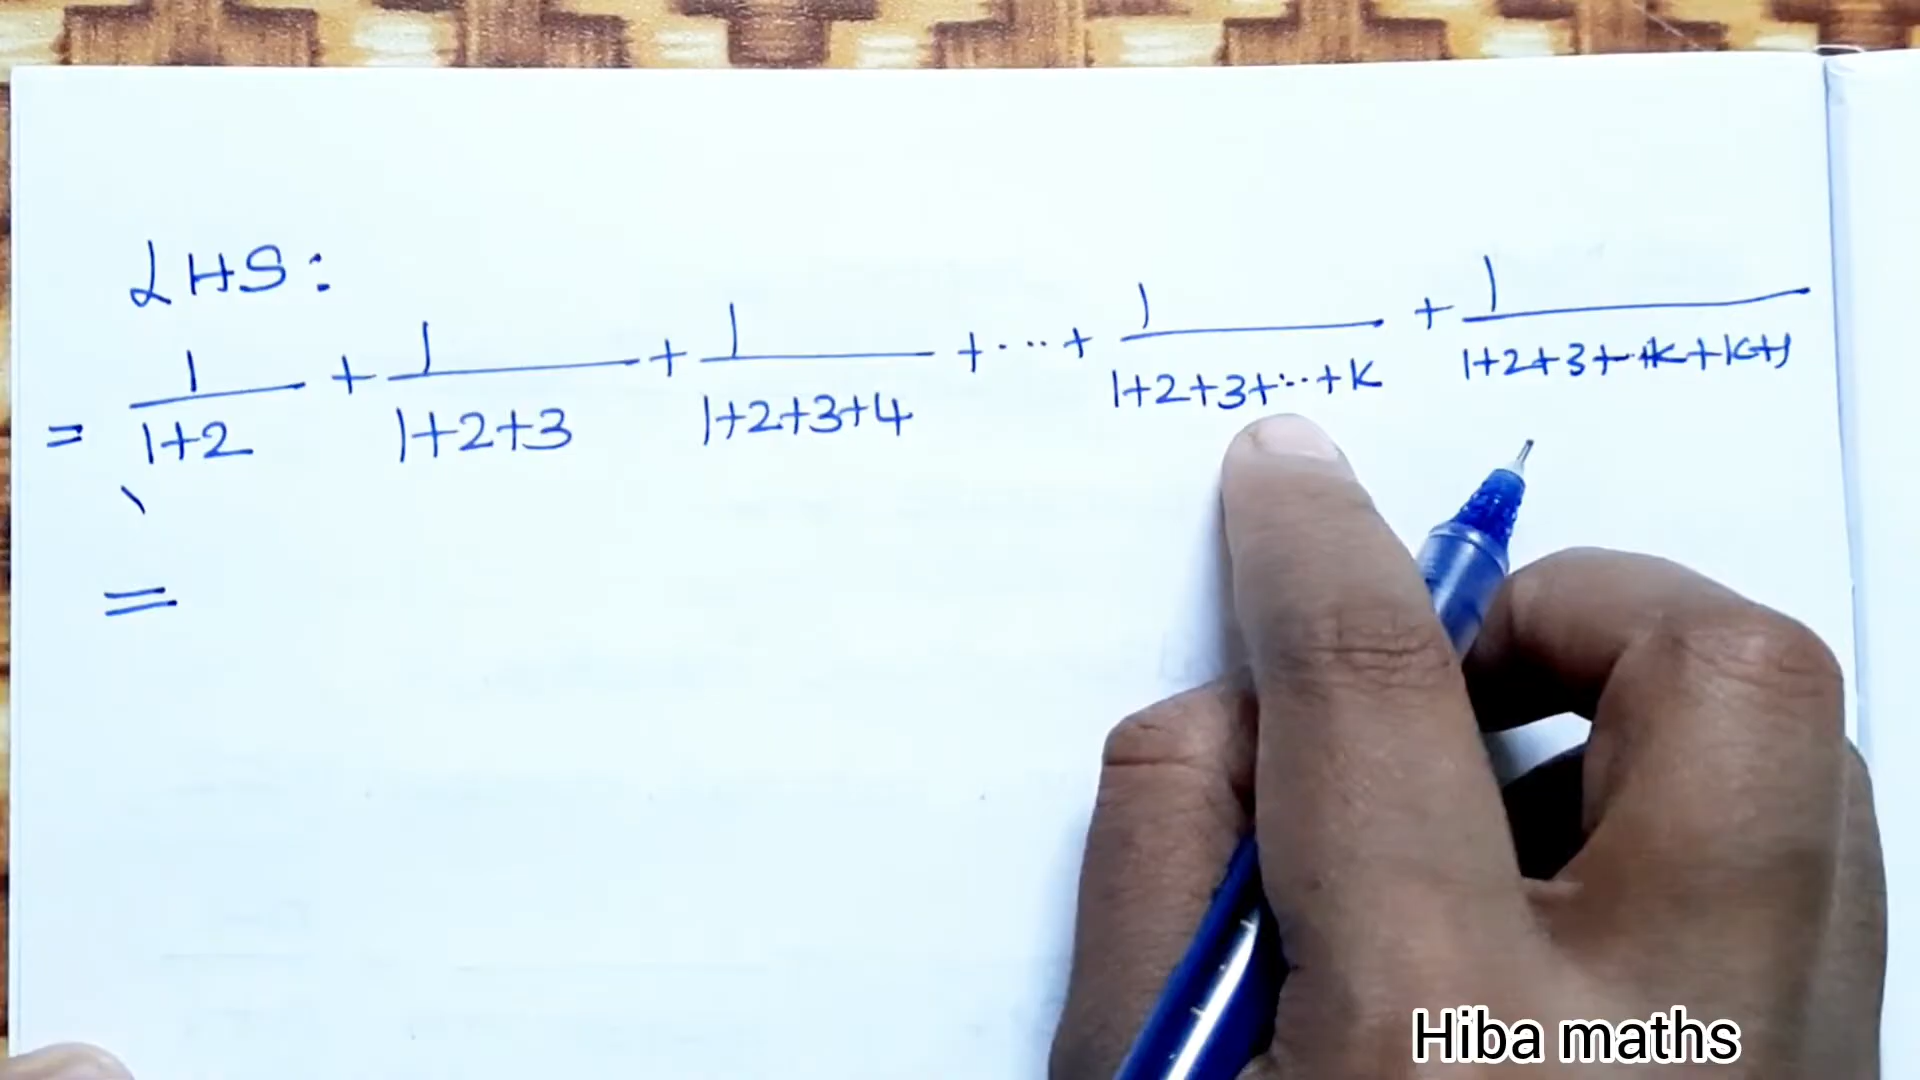 LHS:
= 1/(1+2) + 1/(1+2+3) + 1/(1+2+3+4) + ... + 1/(1+2+3+...+k) + 1/(1+2+3+...+k+k+1)
=
Hiba maths